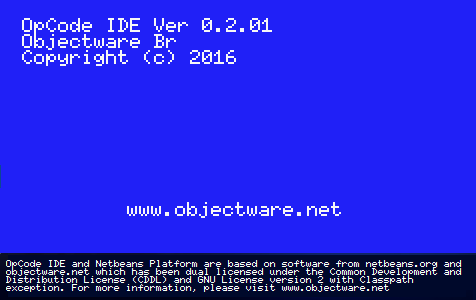 OpCode IDE Ver 0.2.01
Objectware Br
Copyright (c) 2016
www.objectware.net
OpCode IDE and Netbeans Platform are based on software from netbeans.org and
objectware.net which has been dual licensed under the Common Development and
Distribution License (CDDL) and GNU License version 2 with Classpath
exception. For more information, please visit www.objectware.net